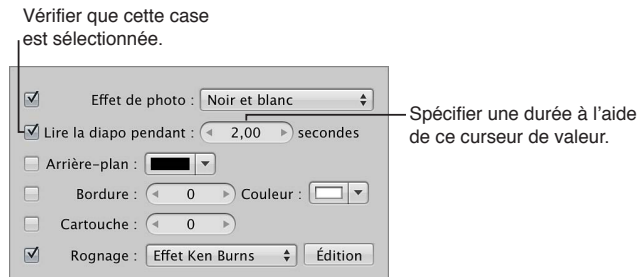 Vérifier que cette case
est sélectionnée.
Effet de photo : Noir et blanc
Lire la diapo pendant : 2,00 secondes
Spécifier une durée à l’aide
de ce curseur de valeur.
Arrière-plan :
Bordure : 0 Couleur :
Cartouche : 0
Rognage : Effet Ken Burns Édition